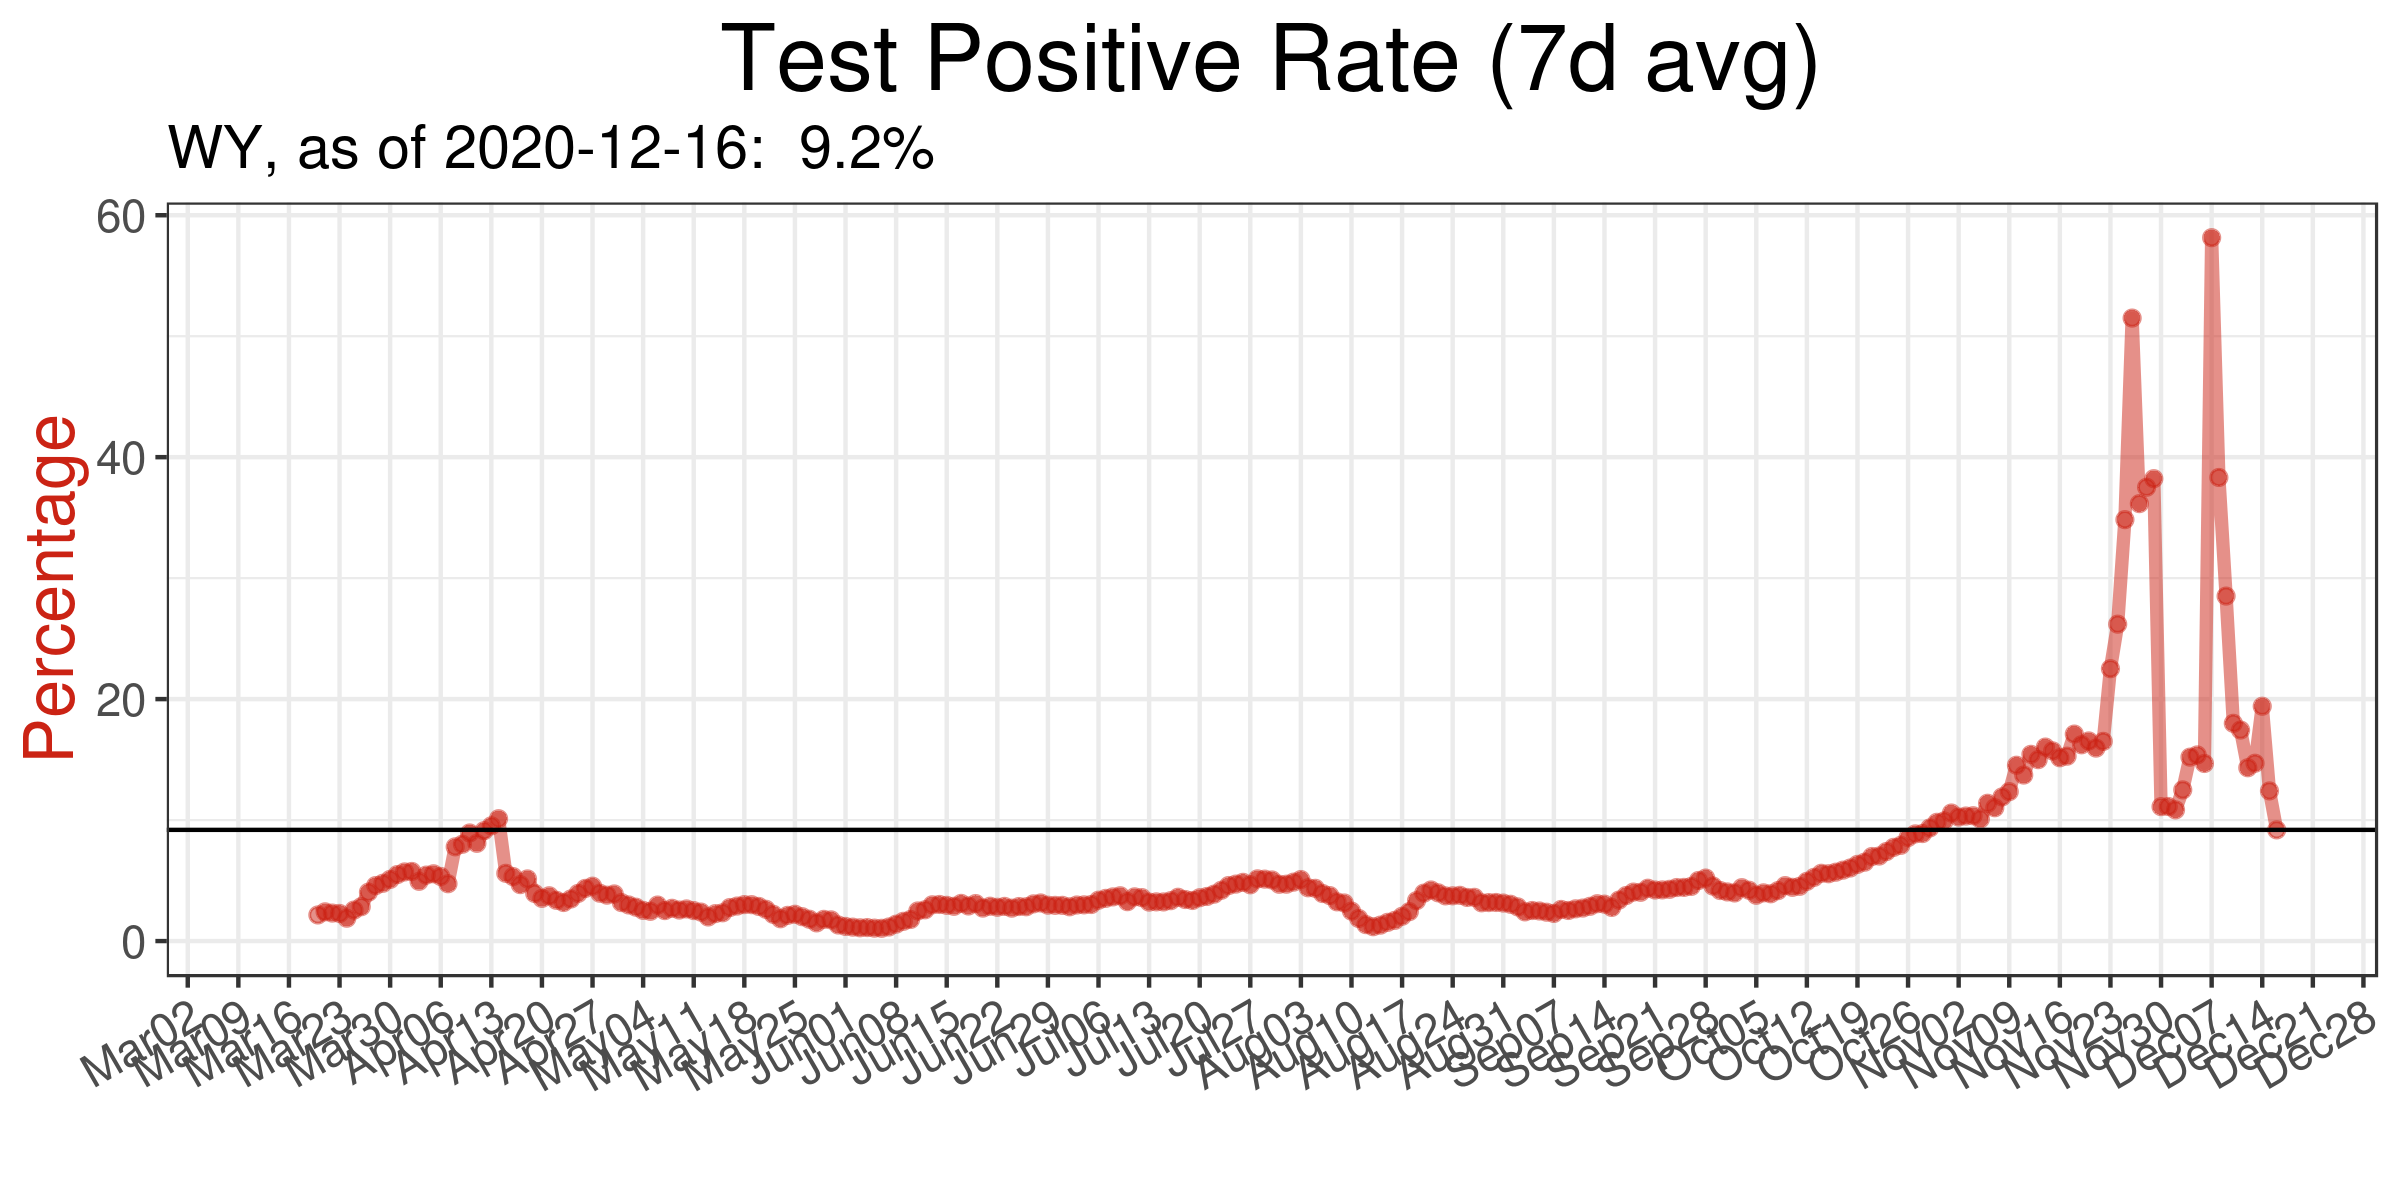 Test Positive Rate (7d avg)
WY, as of 2020-12-16:  9.2%
Percentage
60
40
20
0
Mar02
Mar09
Mar16
Mar23
Mar30
Apr06
Apr13
Apr20
Apr27
May04
May11
May18
May25
Jun01
Jun08
Jun15
Jun22
Jun29
Jul06
Jul13
Jul20
Jul27
Aug03
Aug10
Aug17
Aug24
Aug31
Sep07
Sep14
Sep21
Sep28
Oct05
Oct12
Oct19
Oct26
Nov02
Nov09
Nov16
Nov23
Nov30
Dec07
Dec14
Dec21
Dec28